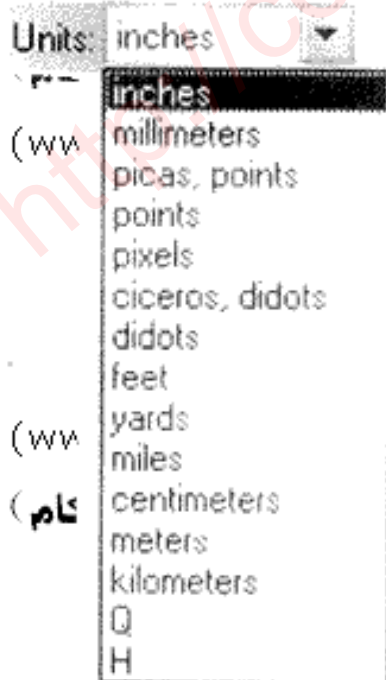 Units: inches
inches
millimeters
(ww
picas, points
points
pixels
ciceros, didots
didots
feet
yards
(ww
miles
centimeters
meters
kilometers
Q
H
http://